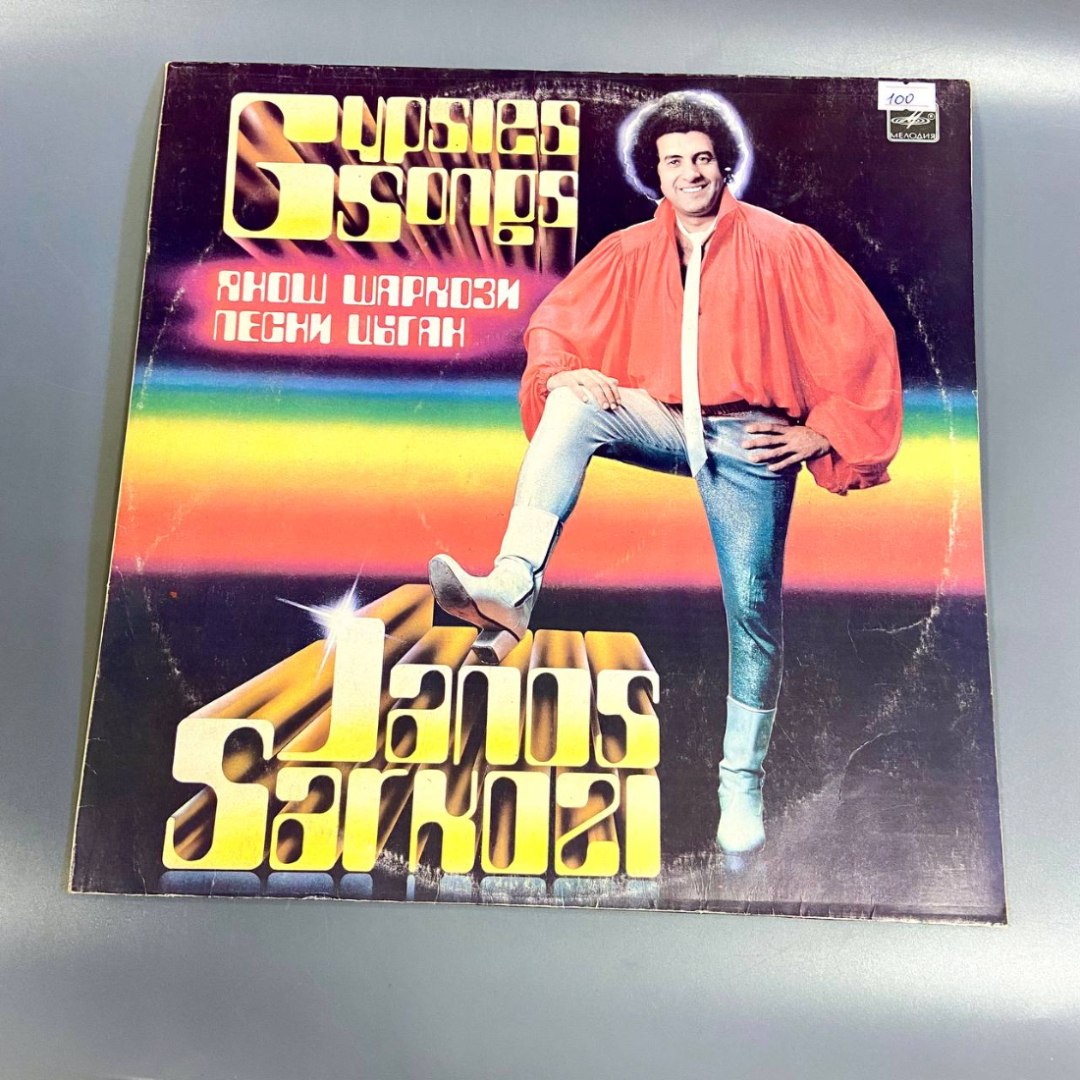 Gypsies
Songs
100
МЕЛОДИЯ
ЯНОШ ШАРКОЗИ
ПЕСНИ ЦЫГАН
Janos
Sarkozi